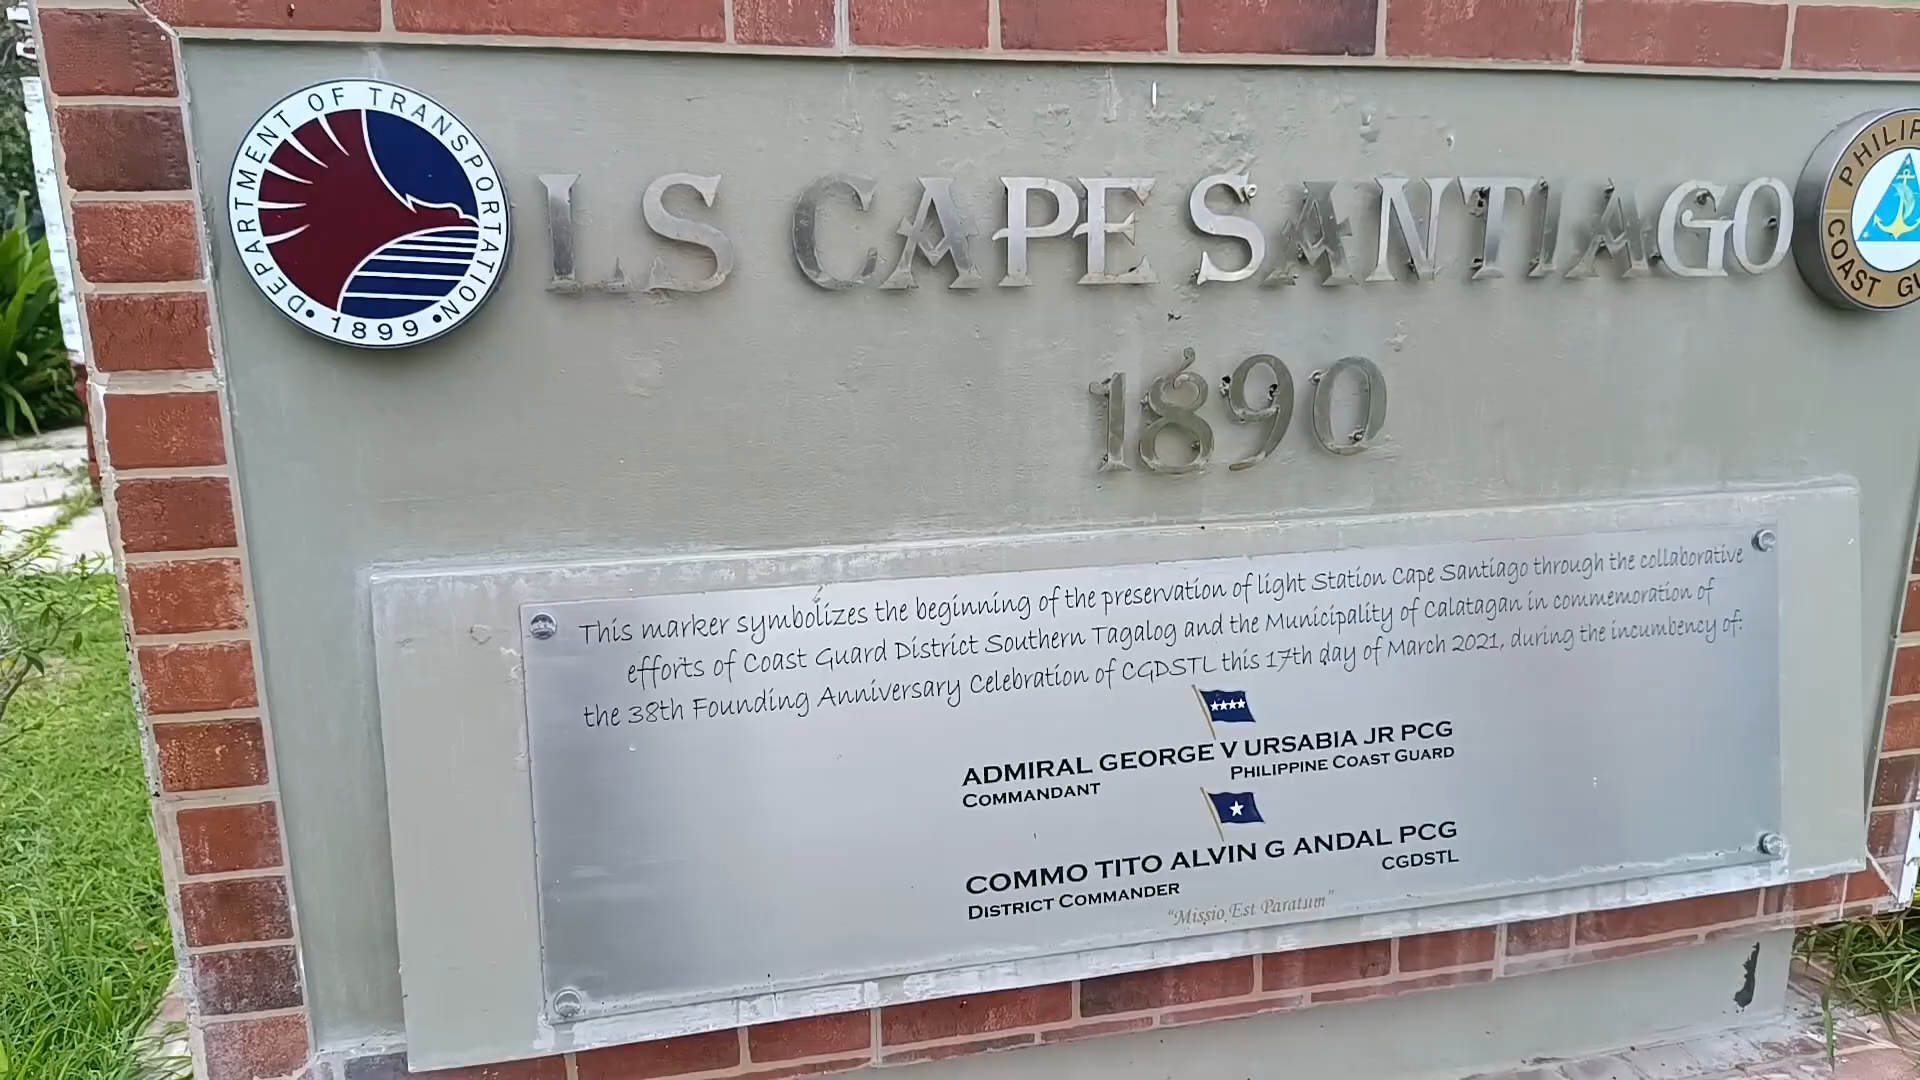 DEPARTMENT OF TRANSPORTATION
• 1899 •
LS CAPE SANTIAGO
COAST
1890
This marker symbolizes the beginning of the preservation of light Station Cape Santiago through the collaborative
efforts of Coast Guard District Southern Tagalog and the Municipality of Calatagan in commemoration of
the 38th Founding Anniversary Celebration of CGDSTL this 17th day of March 2021, during the incumbency of:
ADMIRAL GEORGE V URSABIA JR PCG
COMMANDANT PHILIPPINE COAST GUARD
COMMO TITO ALVIN G ANDAL PCG
DISTRICT COMMANDER CGDSTL
"Missio Est Paratum"